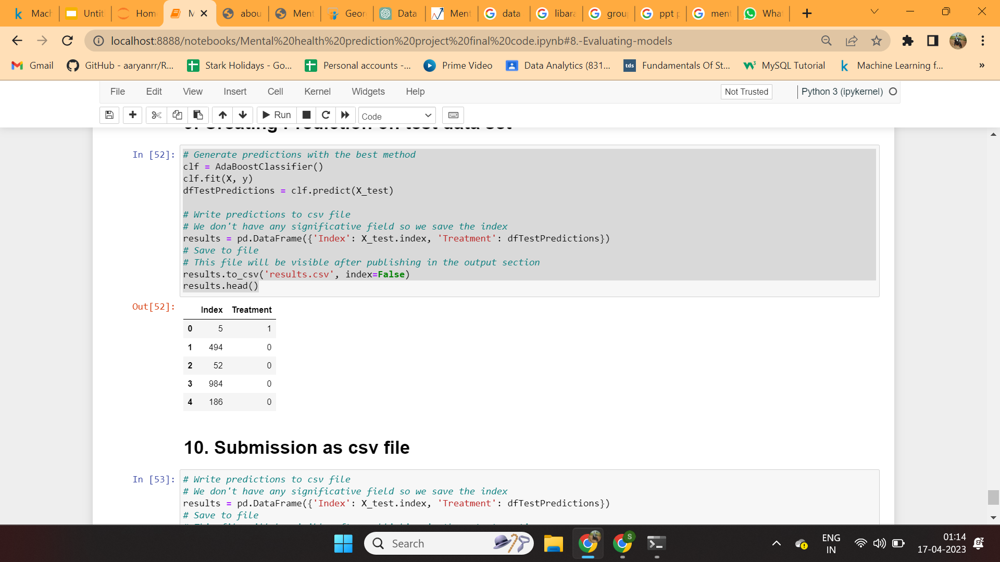 Mach
Untit
Hom
M
abou
Ment
Geor
Data
Ment
data
libara
grou
ppt p
ment
What
localhost:8888/notebooks/Mental%20health%20prediction%20project%20final%20code.ipynb#8.-Evaluating-models
Gmail
GitHub - aaryanrr/R...
Stark Holidays - Go...
Personal accounts -...
Prime Video
Data Analytics (831...
tds Fundamentals Of St...
MySQL Tutorial
Machine Learning f...
»
File Edit View Insert Cell Kernel Widgets Help
Not Trusted
Python 3 (ipykernel)
Run
Code
9. Creating Prediction on test data set
In [52]:
# Generate predictions with the best method
clf = AdaBoostClassifier()
clf.fit(X, y)
dfTestPredictions = clf.predict(X_test)
# Write predictions to csv file
# We don't have any significative field so we save the index
results = pd.DataFrame({'Index': X_test.index, 'Treatment': dfTestPredictions})
# Save to file
# This file will be visible after publishing in the output section
results.to_csv('results.csv', index=False)
results.head()
Out[52]:
Index Treatment
0 5 1
1 494 0
2 52 0
3 984 0
4 186 0
10. Submission as csv file
In [53]:
# Write predictions to csv file
# We don't have any significative field so we save the index
results = pd.DataFrame({'Index': X_test.index, 'Treatment': dfTestPredictions})
# Save to file
Search
S
ENG
IN
01:14
17-04-2023